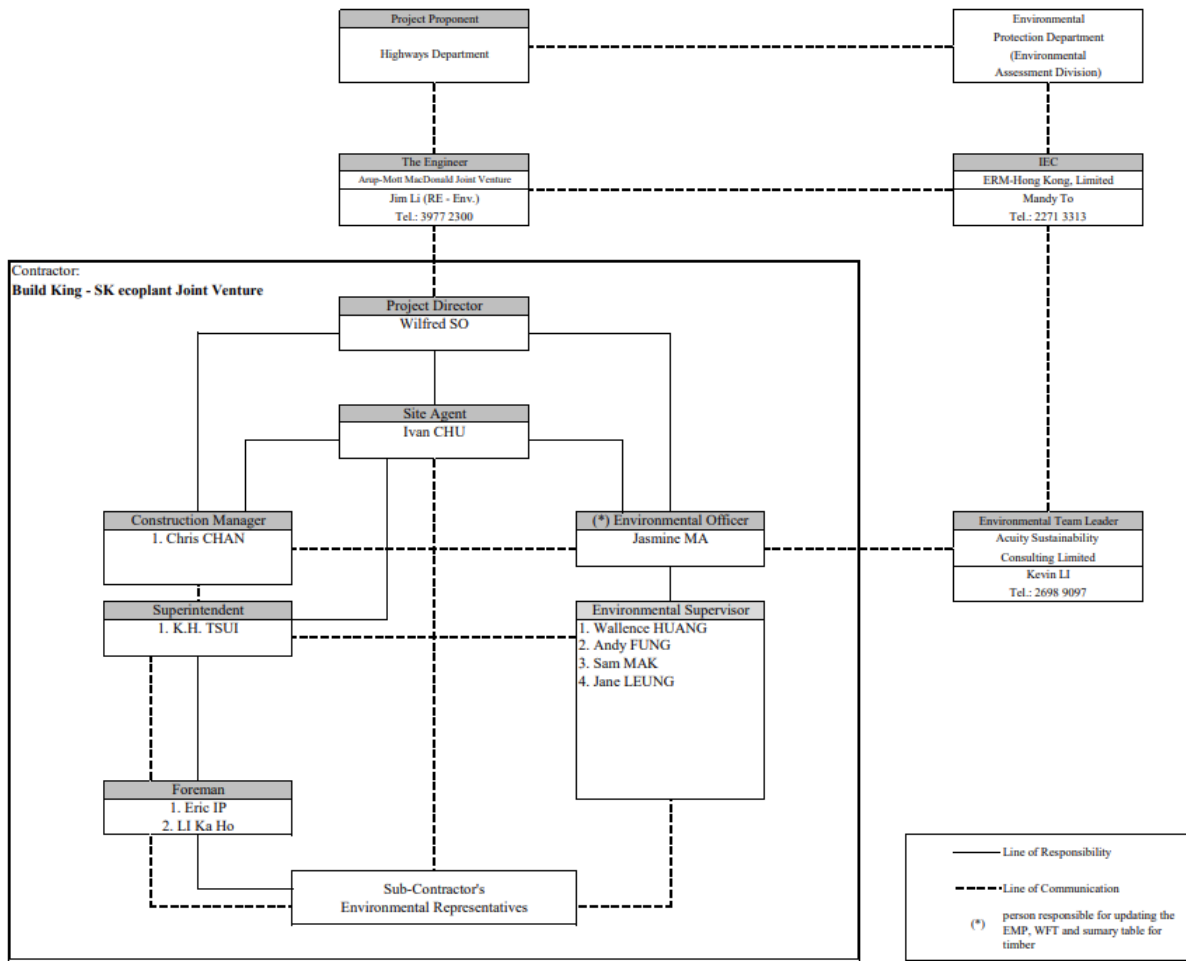 Project Proponent
Highways Department
Environmental
Protection Department
(Environmental
Assessment Division)
The Engineer
Arup-Mott MacDonald Joint Venture
Jim Li (RE - Env.)
Tel.: 3977 2300
IEC
ERM-Hong Kong, Limited
Mandy To
Tel.: 2271 3313
Contractor:
Build King - SK ecoplant Joint Venture
Project Director
Wilfred SO
Site Agent
Ivan CHU
Construction Manager
1. Chris CHAN
(*) Environmental Officer
Jasmine MA
Environmental Team Leader
Acuity Sustainability
Consulting Limited
Kevin LI
Tel.: 2698 9097
Superintendent
1. K.H. TSUI
Environmental Supervisor
1. Wallence HUANG
2. Andy FUNG
3. Sam MAK
4. Jane LEUNG
Foreman
1. Eric IP
2. LI Ka Ho
Sub-Contractor's
Environmental Representatives
Line of Responsibility
Line of Communication
(*) person responsible for updating the
EMP, WFT and sumary table for
timber